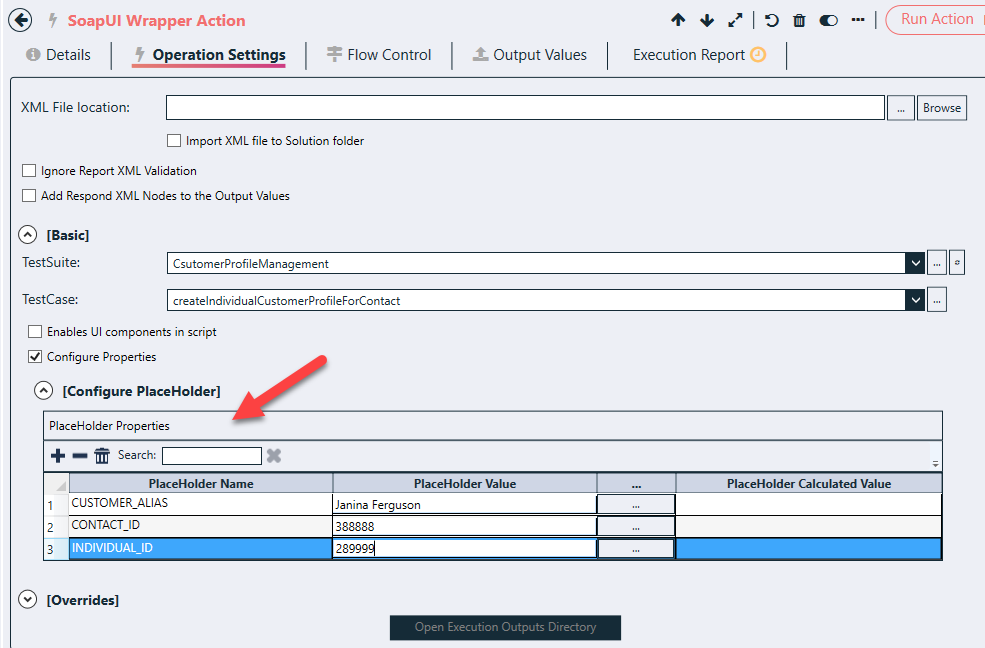 SoapUI Wrapper Action
Run Action
Details
Operation Settings
Flow Control
Output Values
Execution Report
XML File location:
...
Browse
Import XML file to Solution folder
Ignore Report XML Validation
Add Respond XML Nodes to the Output Values
[Basic]
TestSuite:
CsutomerProfileManagement
...
TestCase:
createIndividualCustomerProfileForContact
...
Enables UI components in script
Configure Properties
[Configure PlaceHolder]
PlaceHolder Properties
Search:
PlaceHolder Name
PlaceHolder Value
...
PlaceHolder Calculated Value
1 CUSTOMER_ALIAS Janina Ferguson ...
2 CONTACT_ID 388888 ...
3 INDIVIDUAL_ID 289999 ...
[Overrides]
Open Execution Outputs Directory